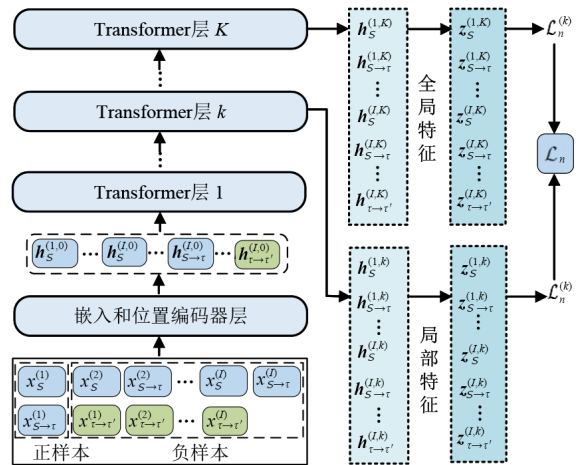 Transformer层 K
Transformer层 k
Transformer层 1
h_S^{(1,0)} … h_S^{(I,0)} … h_{S→τ}^{(I,0)} h_{τ→τ'}^{(I,0)}
嵌入和位置编码器层
x_S^{(1)} x_S^{(2)} x_{S→τ}^{(2)} … x_S^{(I)} x_{S→τ}^{(I)}
x_{S→τ}^{(1)} x_{τ→τ'}^{(1)} x_{τ→τ'}^{(2)} … x_{τ→τ'}^{(I)}
正样本 负样本
h_S^{(1,K)}
h_{S→τ}^{(1,K)}
⋮
h_S^{(I,K)}
h_{S→τ}^{(I,K)}
⋮
h_{τ→τ'}^{(I,K)}
全局特征
z_S^{(1,K)}
z_{S→τ}^{(1,K)}
⋮
z_S^{(I,K)}
z_{S→τ}^{(I,K)}
⋮
z_{τ→τ'}^{(I,K)}
ℒ_n^{(k)}
ℒ_n
h_S^{(1,k)}
h_{S→τ}^{(1,k)}
⋮
h_S^{(I,k)}
h_{S→τ}^{(I,k)}
⋮
h_{τ→τ'}^{(I,k)}
局部特征
z_S^{(1,k)}
z_{S→τ}^{(1,k)}
⋮
z_S^{(I,k)}
z_{S→τ}^{(I,k)}
⋮
z_{τ→τ'}^{(I,k)}
ℒ_n^{(k)}